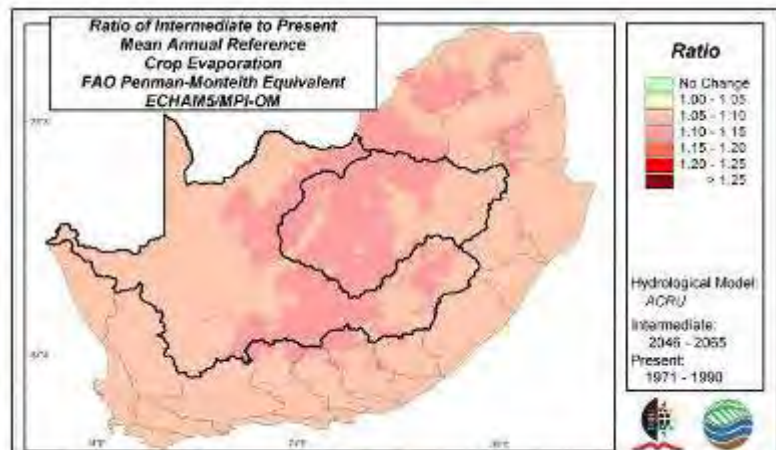 Ratio of Intermediate to Present
Mean Annual Reference
Crop Evaporation
FAO Penman-Monteith Equivalent
ECHAM5/MPI-OM
Ratio
No Change
1.00 - 1.05
1.05 - 1.10
1.10 - 1.15
1.15 - 1.20
1.20 - 1.25
> 1.25
Hydrological Model:
ACRU
Intermediate:
2046 - 2065
Present:
1971 - 1990